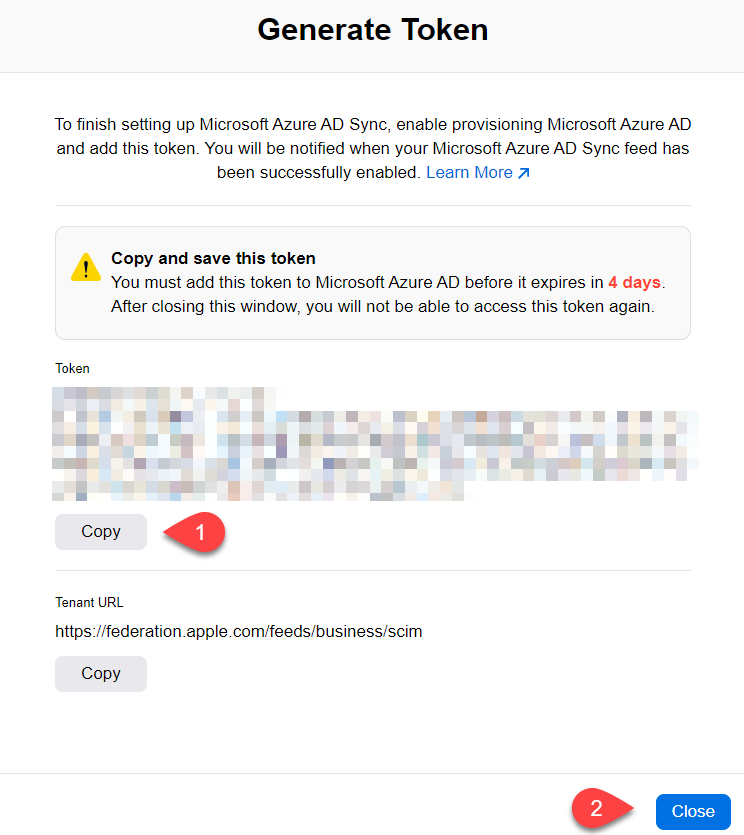 Generate Token
To finish setting up Microsoft Azure AD Sync, enable provisioning Microsoft Azure AD
and add this token. You will be notified when your Microsoft Azure AD Sync feed has
been successfully enabled. Learn More ↗
Copy and save this token
You must add this token to Microsoft Azure AD before it expires in 4 days.
After closing this window, you will not be able to access this token again.
Token
Copy
1
Tenant URL
https://federation.apple.com/feeds/business/scim
Copy
2
Close